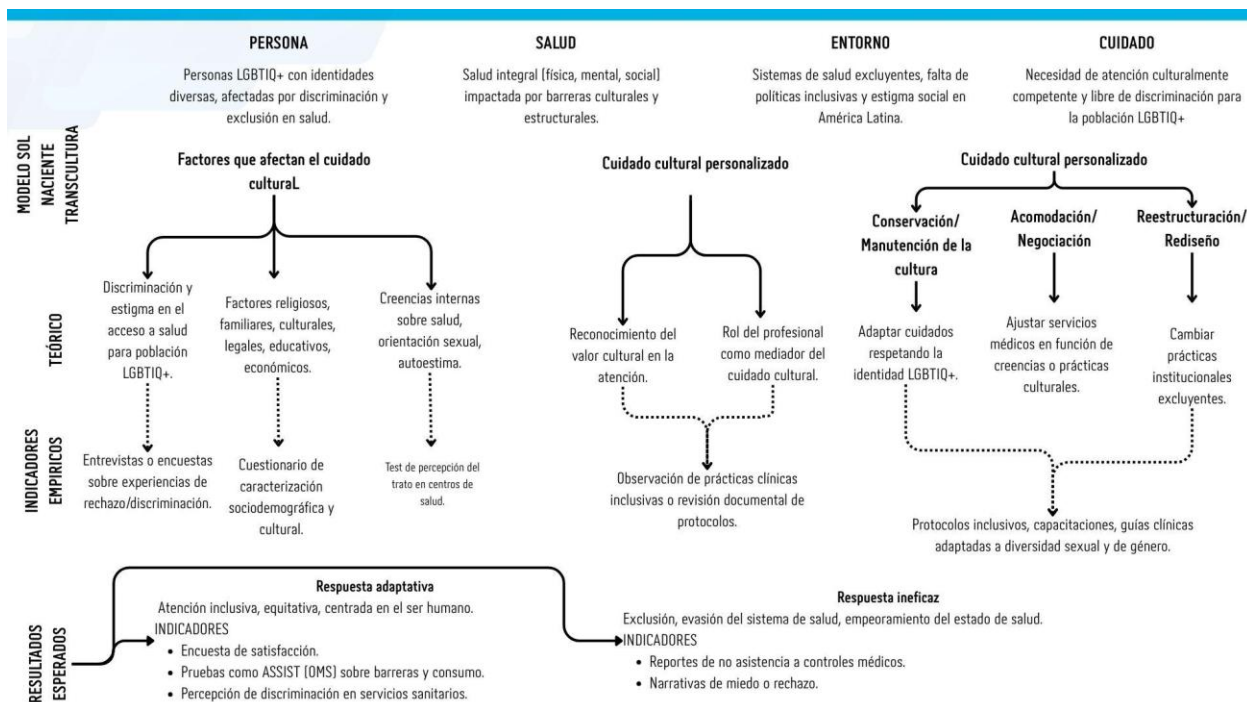 PERSONA
Personas LGBTIQ+ con identidades
diversas, afectadas por discriminación y
exclusión en salud.
SALUD
Salud integral (física, mental, social)
impactada por barreras culturales y
estructurales.
ENTORNO
Sistemas de salud excluyentes, falta de
políticas inclusivas y estigma social en
América Latina.
CUIDADO
Necesidad de atención culturalmente
competente y libre de discriminación para
la población LGBTIQ+
MODELO SOL
NACIENTE
TRANSCULTURA
Factores que afectan el cuidado
culturaL
Cuidado cultural personalizado
Cuidado cultural personalizado
Conservación/
Manutención de la
cultura
Acomodación/
Negociación
Reestructuración/
Rediseño
TEÓRICO
Discriminación y
estigma en el
acceso a salud
para población
LGBTIQ+.
Factores religiosos,
familiares, culturales,
legales, educativos,
económicos.
Creencias internas
sobre salud,
orientación sexual,
autoestima.
Reconocimiento del
valor cultural en la
atención.
Rol del profesional
como mediador del
cuidado cultural.
Adaptar cuidados
respetando la
identidad LGBTIQ+.
Ajustar servicios
médicos en función de
creencias o prácticas
culturales.
Cambiar
prácticas
institucionales
excluyentes.
INDICADORES
EMPIRICOS
Entrevistas o encuestas
sobre experiencias de
rechazo/discriminación.
Cuestionario de
caracterización
sociodemográfica y
cultural.
Test de percepción del
trato en centros de
salud.
Observación de prácticas clínicas
inclusivas o revisión documental de
protocolos.
Protocolos inclusivos, capacitaciones, guías clínicas
adaptadas a diversidad sexual y de género.
RESULTADOS
ESPERADOS
Respuesta adaptativa
Atención inclusiva, equitativa, centrada en el ser humano.
INDICADORES
• Encuesta de satisfacción.
• Pruebas como ASSIST (OMS) sobre barreras y consumo.
• Percepción de discriminación en servicios sanitarios.
Respuesta ineficaz
Exclusión, evasión del sistema de salud, empeoramiento del estado de salud.
INDICADORES
• Reportes de no asistencia a controles médicos.
• Narrativas de miedo o rechazo.